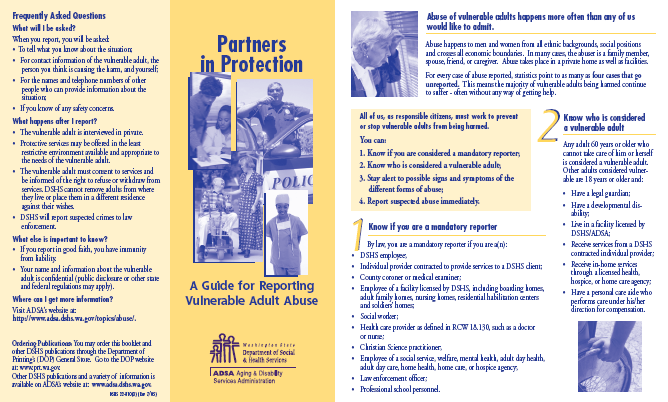 Frequently Asked Questions
What will I be asked?
When you report, you will be asked:
• To tell what you know about the situation;
• For contact information of the vulnerable adult, the
person you think is causing the harm, and yourself;
• For the names and telephone numbers of other
people who can provide information about the
situation;
• If you know of any safety concerns.
What happens after I report?
• The vulnerable adult is interviewed in private.
• Protective services may be offered in the least
restrictive environment available and appropriate to
the needs of the vulnerable adult.
• The vulnerable adult must consent to services and
be informed of the right to refuse or withdraw from
services. DSHS cannot remove adults from where
they live or place them in a different residence
against their wishes.
• DSHS will report suspected crimes to law
enforcement.
What else is important to know?
• If you report in good faith, you have immunity
from liability.
• Your name and information about the vulnerable
adult is confidential (public disclosure or other state
and federal regulations may apply).
Where can I get more information?
Visit ADSA's website at:
http://www.adsa.dshs.wa.gov/topics/abuse/.
Ordering Publications: You may order this booklet and
other DSHS publications through the Department of
Printing's (DOP) General Store. Go to the DOP website
at: www.prt.wa.gov.
Other DSHS publications and a variety of information is
available on ADSA's website at: www.adsa.dshs.wa.gov.
Partners
in Protection
POLIC
A Guide for Reporting
Vulnerable Adult Abuse
Washington State
Department of Social
& Health Services
ADSA Aging & Disability
Services Administration
Abuse of vulnerable adults happens more often than any of us
would like to admit.
Abuse happens to men and women from all ethnic backgrounds, social positions
and crosses all economic boundaries. In many cases, the abuser is a family member,
spouse, friend, or caregiver. Abuse takes place in a private home as well as facilities.
For every case of abuse reported, statistics point to as many as four cases that go
unreported. This means the majority of vulnerable adults being harmed continue
to suffer - often without any way of getting help.
All of us, as responsible citizens, must work to prevent
or stop vulnerable adults from being harmed.
You can:
1. Know if you are considered a mandatory reporter;
2. Know who is considered a vulnerable adult;
3. Stay alert to possible signs and symptoms of the
different forms of abuse;
4. Report suspected abuse immediately.
1 Know if you are a mandatory reporter
By law, you are a mandatory reporter if you are a(n):
• DSHS employee;
• Individual provider contracted to provide services to a DSHS client;
• County coroner or medical examiner;
• Employee of a facility licensed by DSHS, including boarding homes,
adult family homes, nursing homes, residential habilitation centers
and soldiers' homes;
• Social worker;
• Health care provider as defined in RCW 18.130, such as a doctor
or nurse;
• Christian Science practitioner;
• Employee of a social service, welfare, mental health, adult day health,
adult day care, home health, home care, or hospice agency;
• Law enforcement officer;
• Professional school personnel.
2 Know who is considered
a vulnerable adult
Any adult 60 years or older who
cannot take care of him or herself
is considered a vulnerable adult.
Other adults considered vulner-
able are 18 years or older and:
• Have a legal guardian;
• Have a developmental dis-
ability;
• Live in a facility licensed by
DSHS/ADSA;
• Receive services from a DSHS
contracted individual provider;
• Receive in-home services
through a licensed health,
hospice, or home care agency;
• Have a personal care aide who
performs care under his/her
direction for compensation.